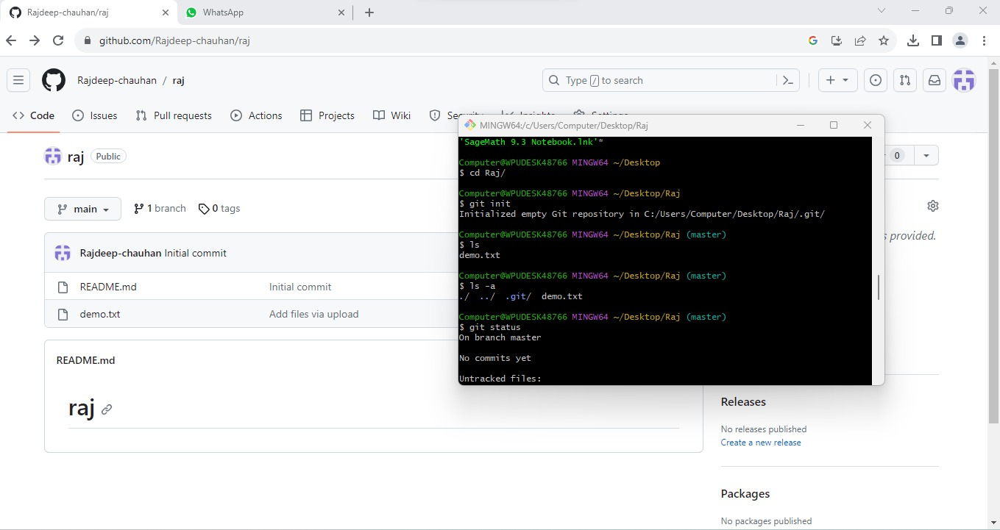 Rajdeep-chauhan/raj
WhatsApp
github.com/Rajdeep-chauhan/raj
Rajdeep-chauhan / raj
Type / to search
Code Issues Pull requests Actions Projects Wiki
raj Public
0
main 1 branch 0 tags
s provided.
Rajdeep-chauhan Initial commit
README.md Initial commit
demo.txt Add files via upload
README.md
raj
MINGW64:/c/Users/Computer/Desktop/Raj
'SageMath 9.3 Notebook.lnk'*
Computer@WPUDESK48766 MINGW64 ~/Desktop
$ cd Raj/
Computer@WPUDESK48766 MINGW64 ~/Desktop/Raj
$ git init
Initialized empty Git repository in C:/Users/Computer/Desktop/Raj/.git/
Computer@WPUDESK48766 MINGW64 ~/Desktop/Raj (master)
$ ls
demo.txt
Computer@WPUDESK48766 MINGW64 ~/Desktop/Raj (master)
$ ls -a
./ ../ .git/ demo.txt
Computer@WPUDESK48766 MINGW64 ~/Desktop/Raj (master)
$ git status
On branch master
No commits yet
Untracked files:
Releases
No releases published
Create a new release
Packages
No packages published